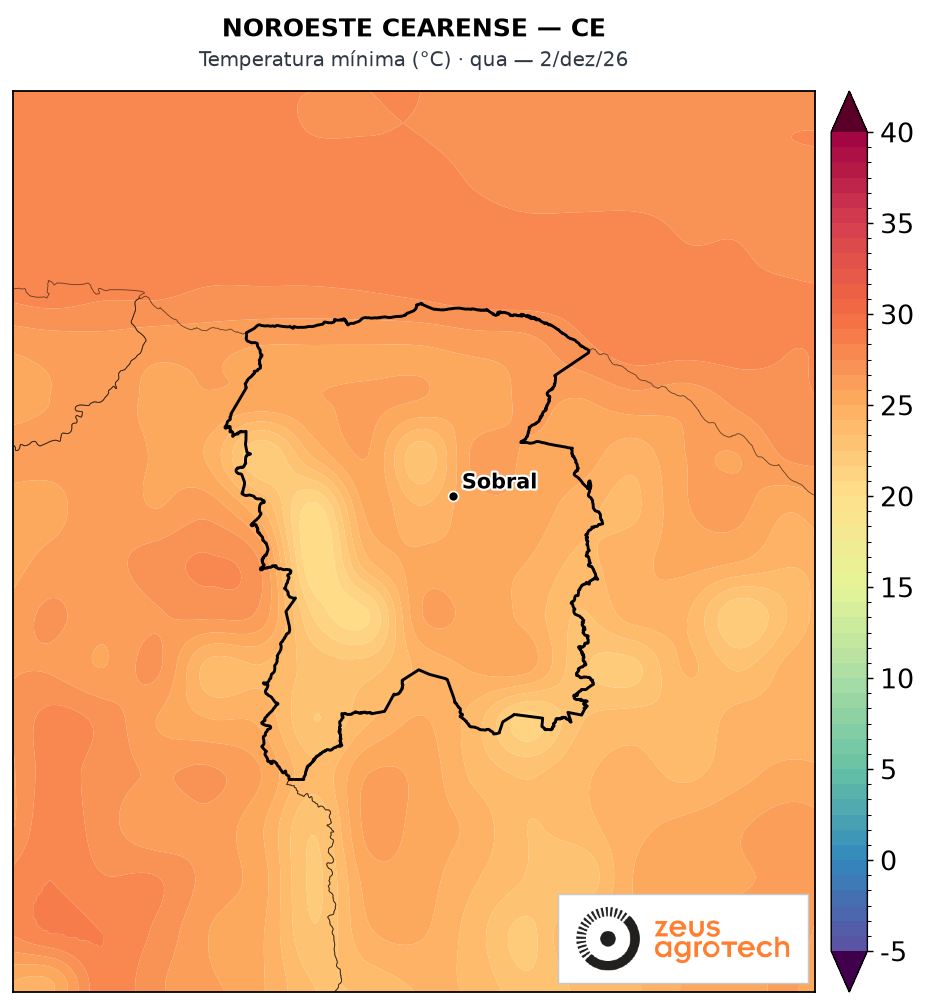 NOROESTE CEARENSE — CE
Temperatura mínima (°C) · qua — 2/dez/26
40
35
30
25
20
15
10
5
0
-5
Sobral
zeus
agrotech